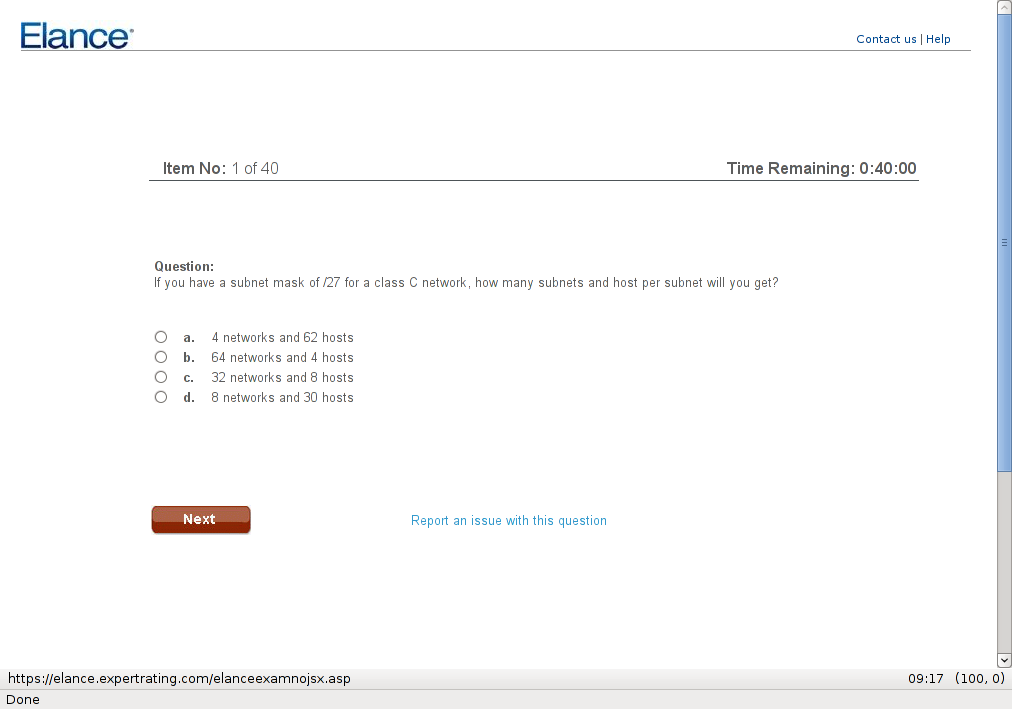 Elance
Contact us | Help
Item No: 1 of 40
Time Remaining: 0:40:00
Question:
If you have a subnet mask of /27 for a class C network, how many subnets and host per subnet will you get?
a. 4 networks and 62 hosts
b. 64 networks and 4 hosts
c. 32 networks and 8 hosts
d. 8 networks and 30 hosts
Next
Report an issue with this question
https://elance.expertrating.com/elanceexamnojsx.asp
09:17 (100, 0)
Done